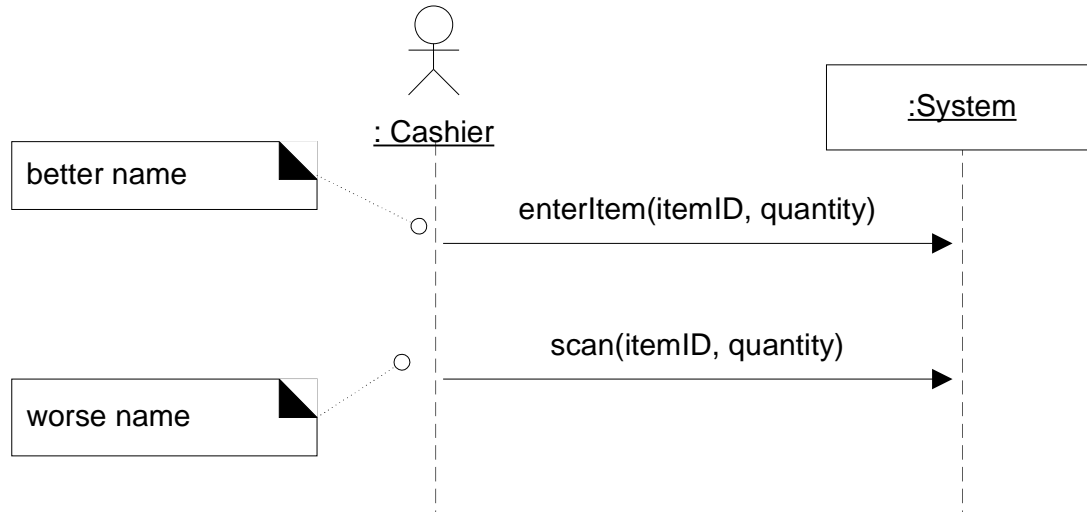 :System
: Cashier
better name
enterItem(itemID, quantity)
scan(itemID, quantity)
worse name